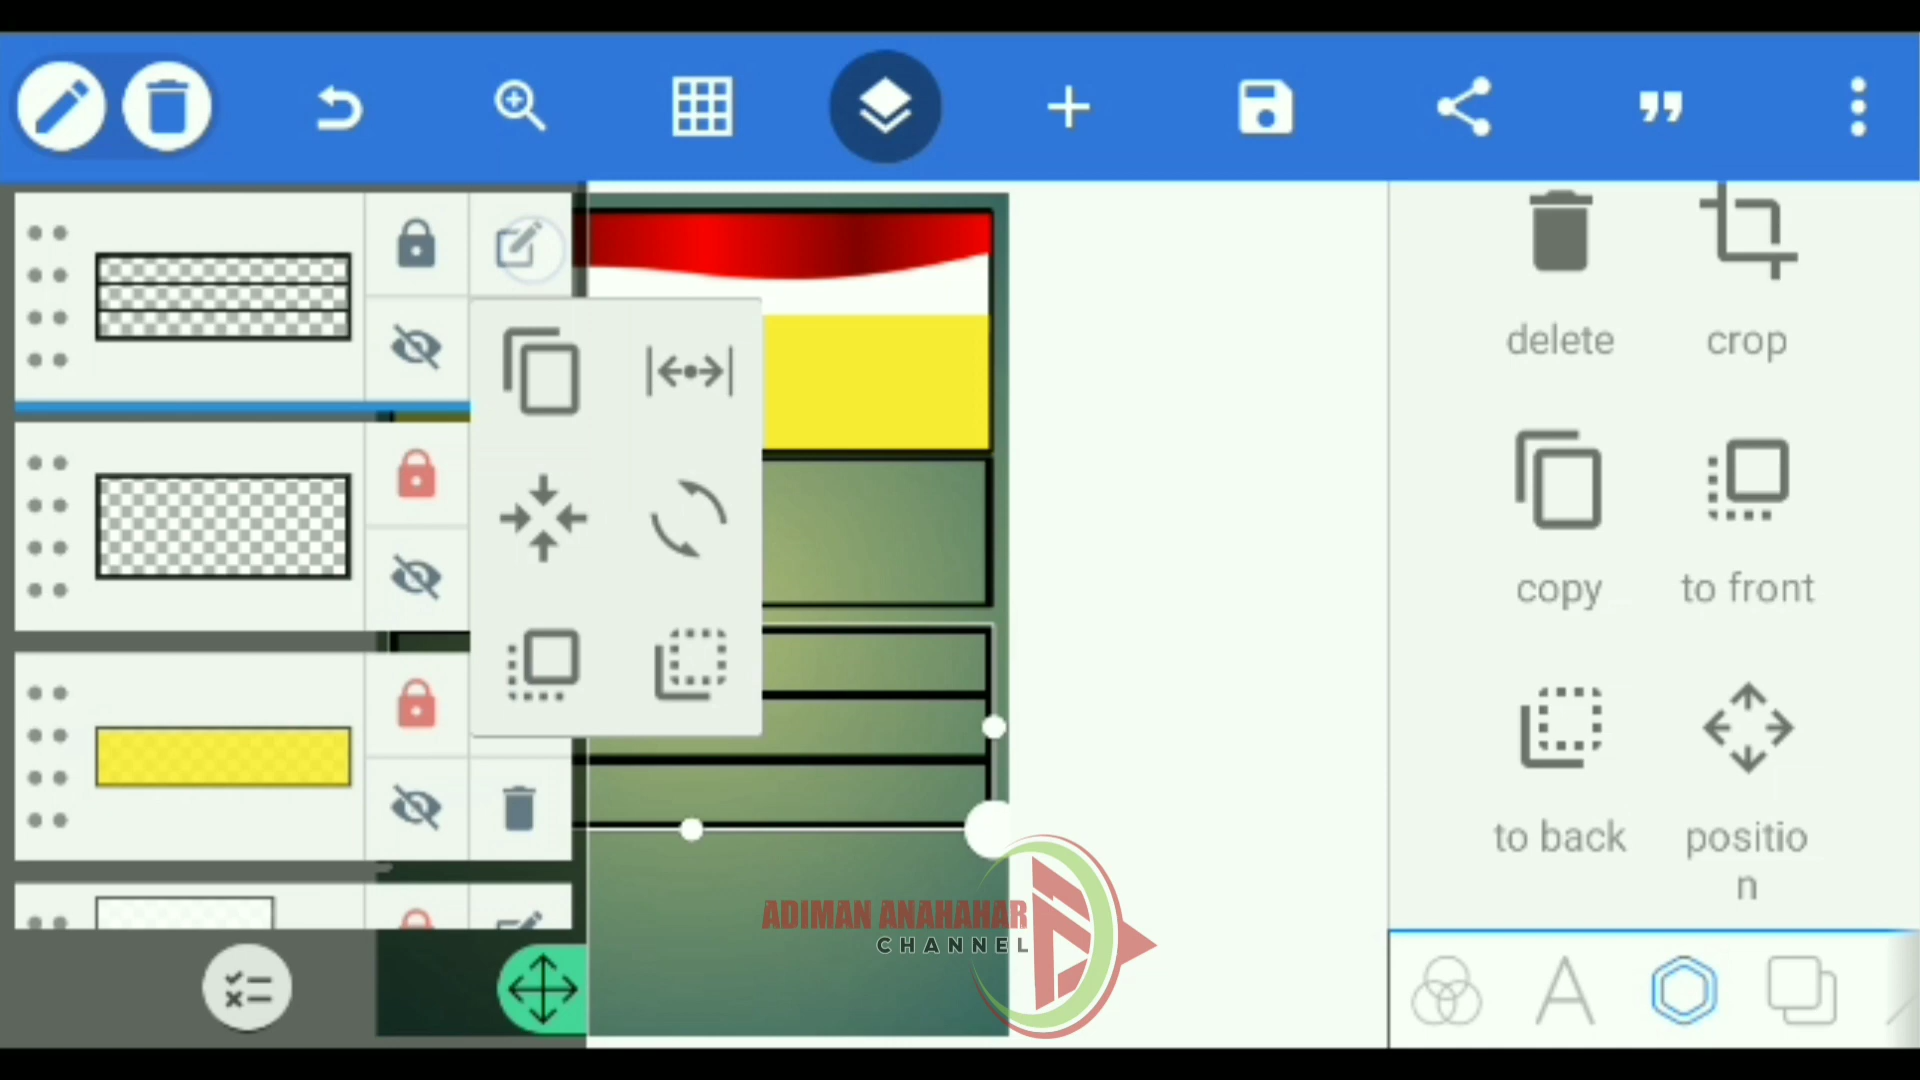 delete
crop
copy
to front
to back
positio
n
ADIMAN ANAHAHAR
CHANNEL